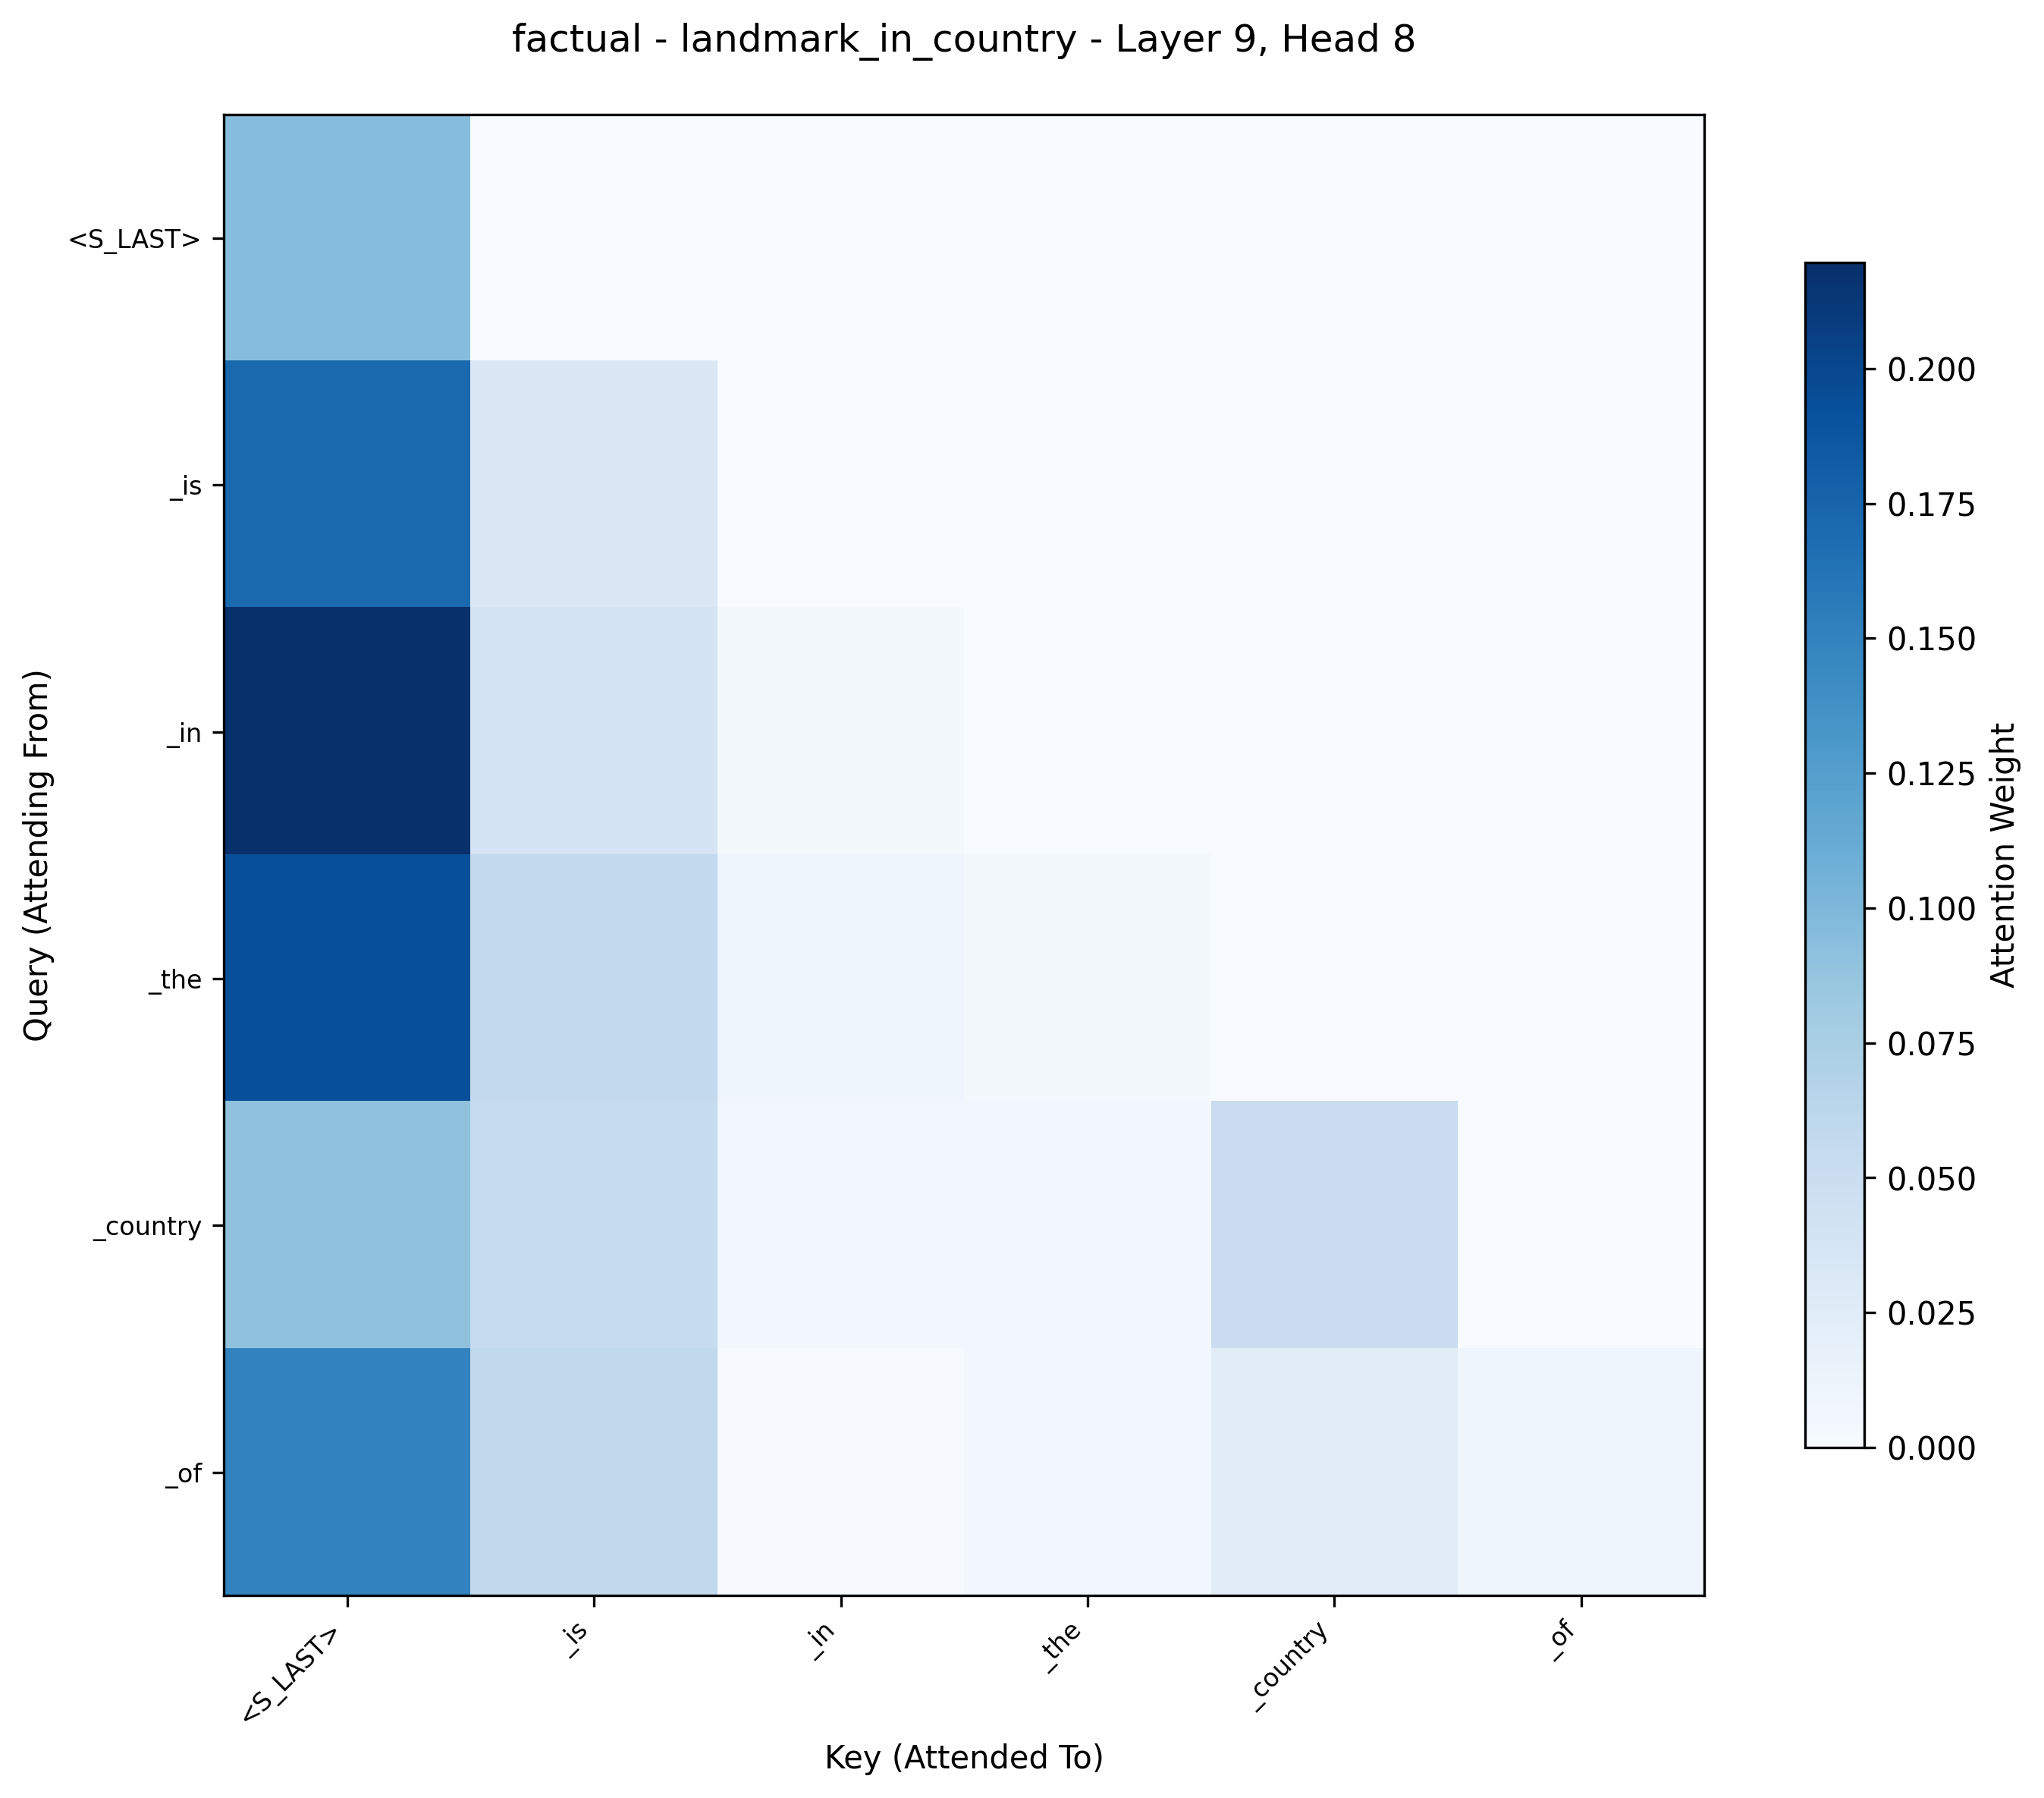 factual - landmark_in_country - Layer 9, Head 8
Query (Attending From)
<S_LAST>
_is
_in
_the
_country
_of
<S_LAST>
_is
_in
_the
_country
_of
Key (Attended To)
0.200
0.175
0.150
0.125
0.100
0.075
0.050
0.025
0.000
Attention Weight